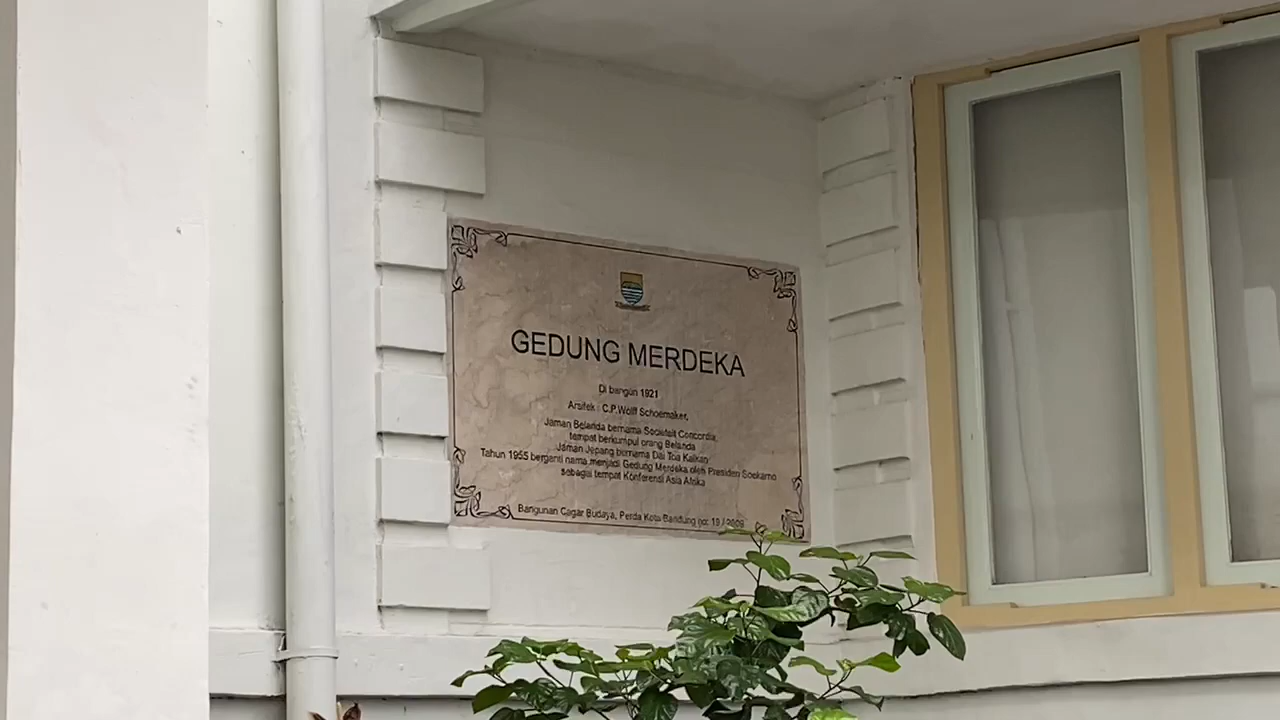 GEDUNG MERDEKA
Di bangun 1921
Arsitek : C.P.Wolff Schoemaker,
Jaman Belanda bernama Societeit Concordia,
tempat berkumpul orang Belanda
Jaman Jepang bernama Dai Toa Kaikan
Tahun 1955 berganti nama menjadi Gedung Merdeka oleh Presiden Soekarno
sebagai tempat Konferensi Asia Afrika
Bangunan Cagar Budaya, Perda Kota Bandung no: 19 / 2009